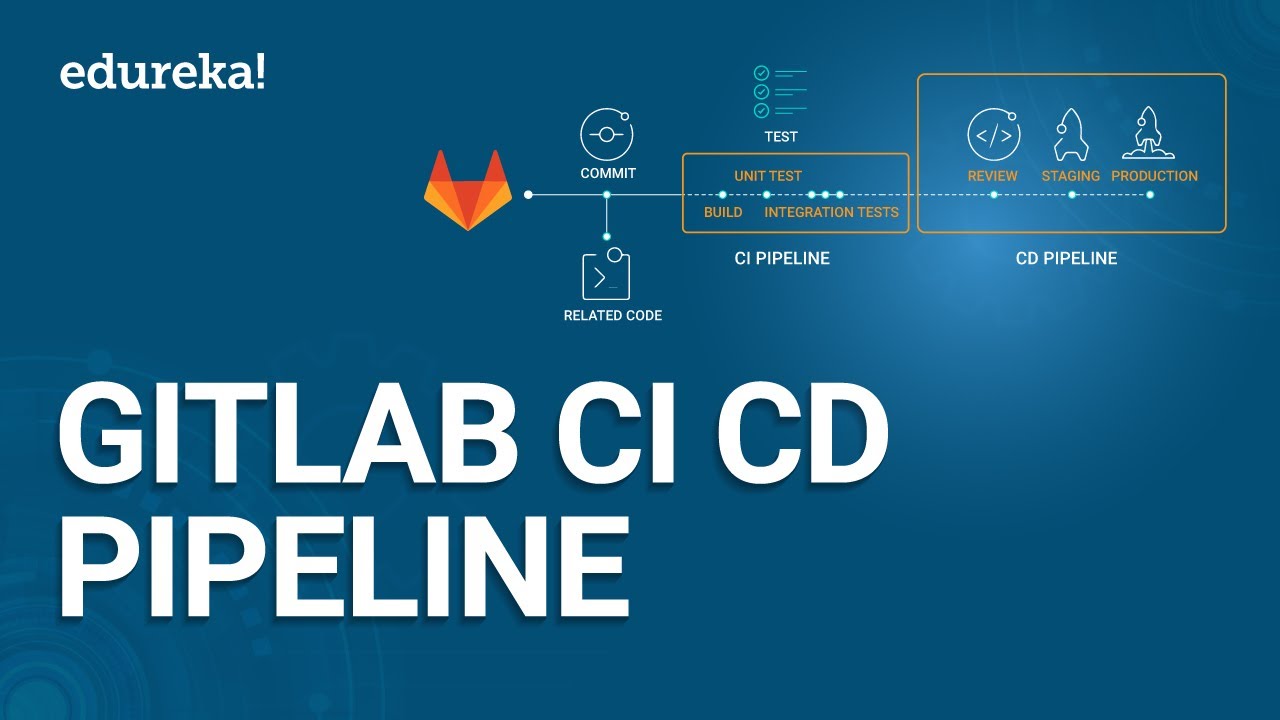 edureka!
TEST
COMMIT
UNIT TEST
REVIEW STAGING PRODUCTION
BUILD INTEGRATION TESTS
CI PIPELINE
CD PIPELINE
RELATED CODE
GITLAB CI CD
PIPELINE